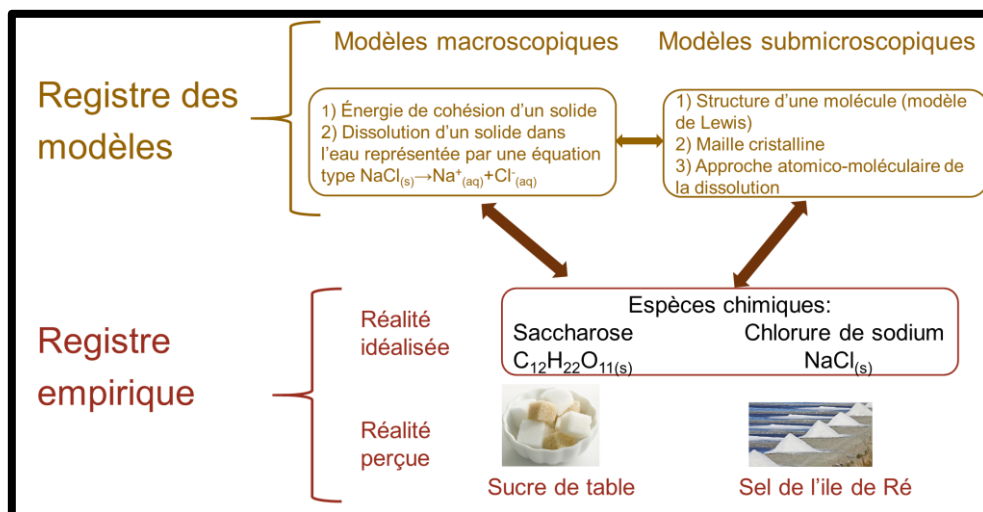 Modèles macroscopiques
Modèles submicroscopiques
Registre des
modèles
1) Énergie de cohésion d’un solide
2) Dissolution d’un solide dans
l’eau représentée par une équation
type NaCl(s)→Na⁺(aq)+Cl⁻(aq)
1) Structure d’une molécule (modèle
de Lewis)
2) Maille cristalline
3) Approche atomico-moléculaire de
la dissolution
Registre
empirique
Réalité
idéalisée
Espèces chimiques:
Saccharose
C₁₂H₂₂O₁₁(s)
Chlorure de sodium
NaCl(s)
Réalité
perçue
Sucre de table
Sel de l’ile de Ré